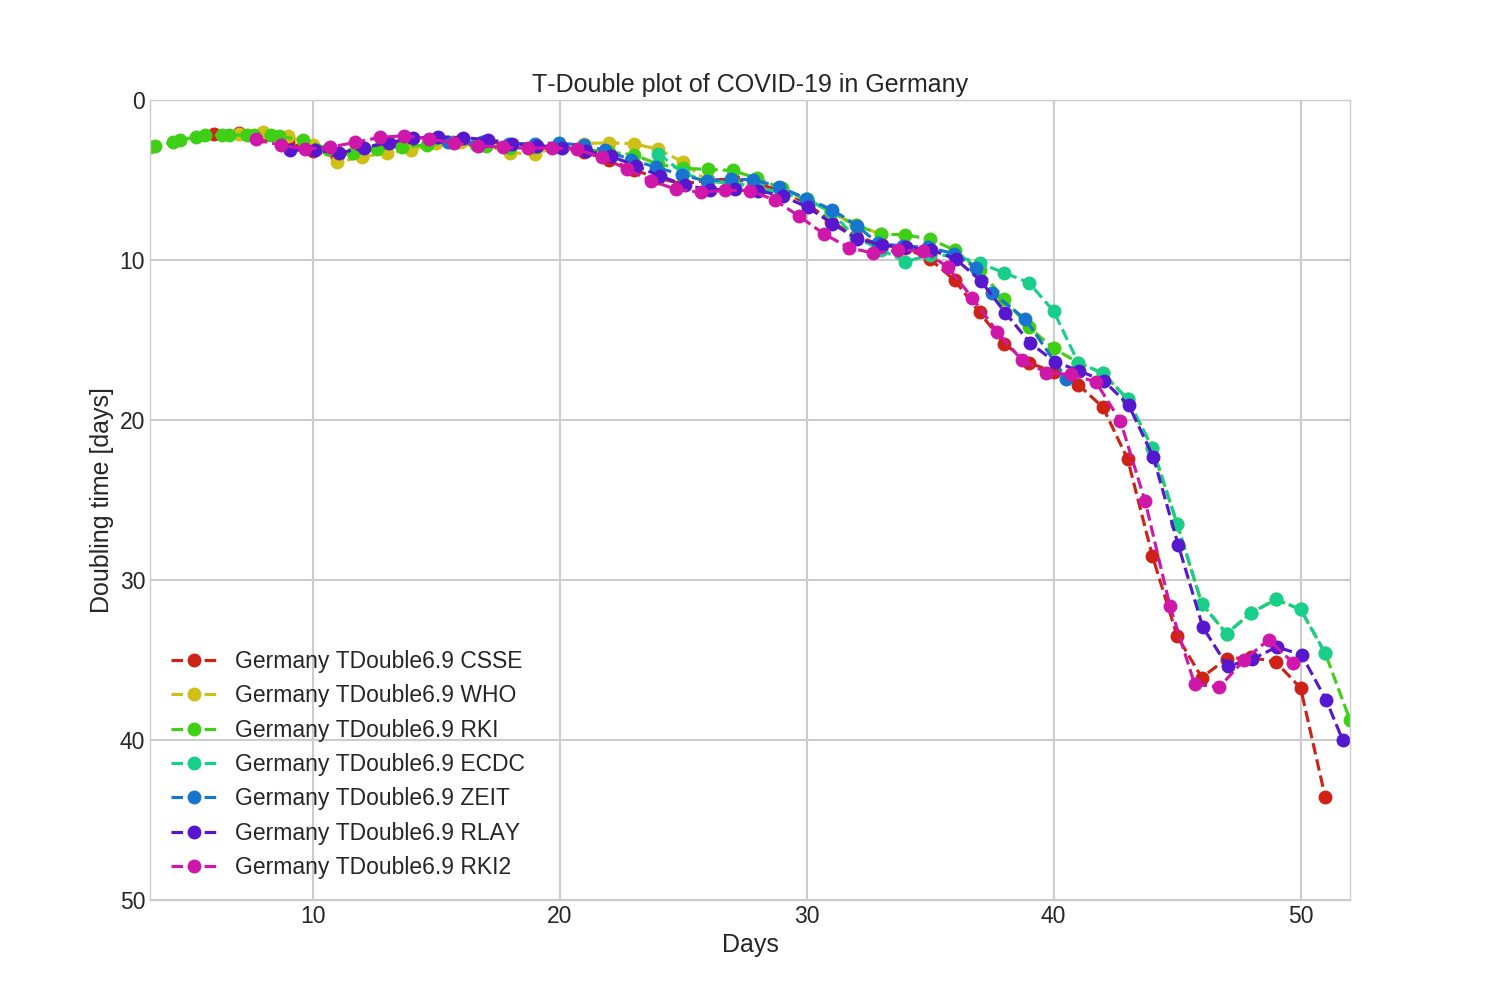 T-Double plot of COVID-19 in Germany
0
10
20
30
40
50
Doubling time [days]
Germany TDouble6.9 CSSE
Germany TDouble6.9 WHO
Germany TDouble6.9 RKI
Germany TDouble6.9 ECDC
Germany TDouble6.9 ZEIT
Germany TDouble6.9 RLAY
Germany TDouble6.9 RKI2
10 20 30 40 50
Days